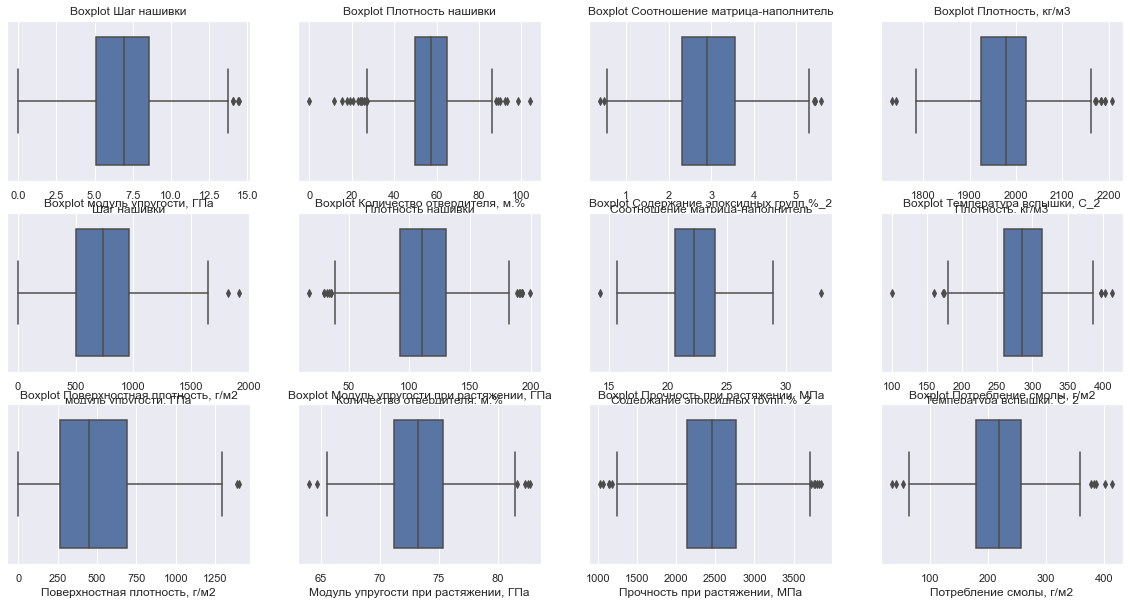 Boxplot Шаг нашивки
Boxplot Плотность нашивки
Boxplot Соотношение матрица-наполнитель
Boxplot Плотность, кг/м3
0.0 2.5 5.0 7.5 10.0 12.5 15.0
0 20 40 60 80 100
1 2 3 4 5
1800 1900 2000 2100 2200
Boxplot модуль упругости, ГПа
Boxplot Количество отвердителя, м.%
Boxplot Содержание эпоксидных групп,%_2
Boxplot Температура вспышки, С_2
Шаг нашивки
Плотность нашивки
Соотношение матрица-наполнитель
Плотность, кг/м3
0 500 1000 1500 2000
50 100 150 200
15 20 25 30
100 150 200 250 300 350 400
Boxplot Поверхностная плотность, г/м2
Boxplot Модуль упругости при растяжении, ГПа
Boxplot Прочность при растяжении, МПа
Boxplot Потребление смолы, г/м2
модуль упругости, ГПа
Количество отвердителя, м.%
Содержание эпоксидных групп,%_2
Температура вспышки, С_2
0 250 500 750 1000 1250
65 70 75 80
1000 1500 2000 2500 3000 3500
100 200 300 400
Поверхностная плотность, г/м2
Модуль упругости при растяжении, ГПа
Прочность при растяжении, МПа
Потребление смолы, г/м2